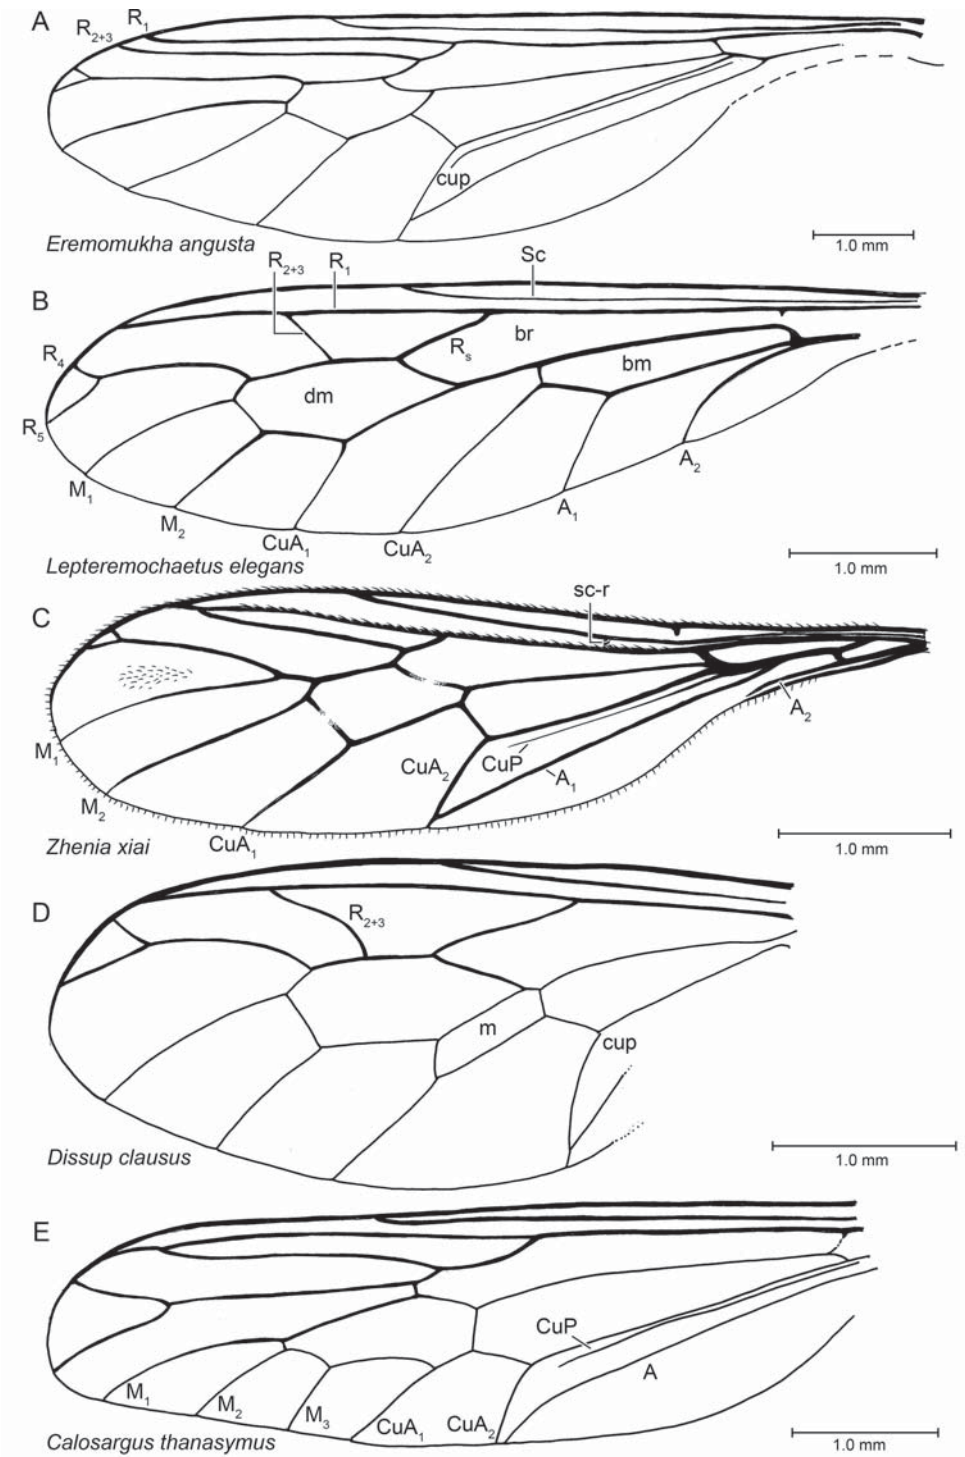 A
R2+3
R1
cup
Eremomukha angusta
1.0 mm
B
R2+3
R1
Sc
R4
Rs
br
bm
dm
R5
M1
M2
CuA1
CuA2
A1
A2
Lepteremochaetus elegans
1.0 mm
C
sc-r
M1
M2
CuA1
CuA2
CuP
A1
A2
Zhenia xiai
1.0 mm
D
R2+3
m
cup
Dissup clausus
1.0 mm
E
CuP
A
M1
M2
M3
CuA1
CuA2
Calosargus thanasymus
1.0 mm